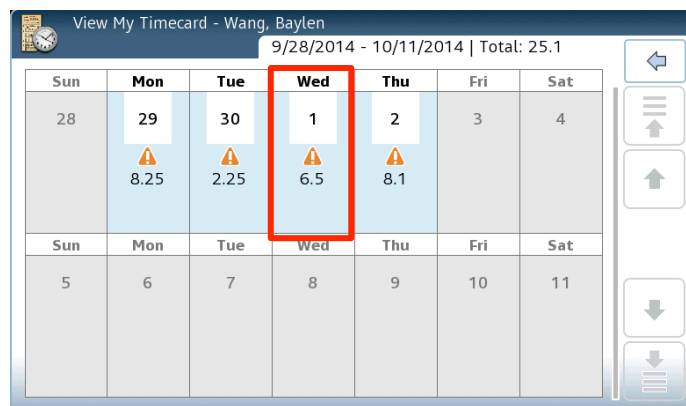 View My Timecard - Wang, Baylen
9/28/2014 - 10/11/2014 | Total: 25.1
Sun Mon Tue Wed Thu Fri Sat
28 29 30 1 2 3 4
8.25 2.25 6.5 8.1
Sun Mon Tue Wed Thu Fri Sat
5 6 7 8 9 10 11